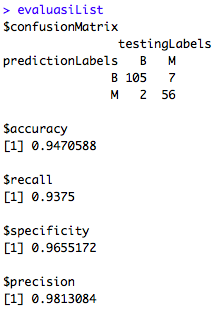 > evaluasiList
$confusionMatrix
                testingLabels
predictionLabels   B   M
               B 105   7
               M   2  56
$accuracy
[1] 0.9470588
$recall
[1] 0.9375
$specificity
[1] 0.9655172
$precision
[1] 0.9813084